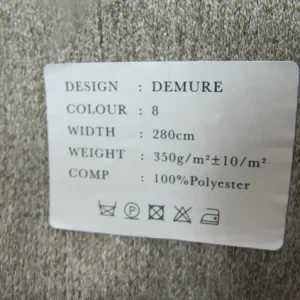 DESIGN : DEMURE
COLOUR : 8
WIDTH : 280cm
WEIGHT : 350g/m²±10/m²
COMP : 100%Polyester